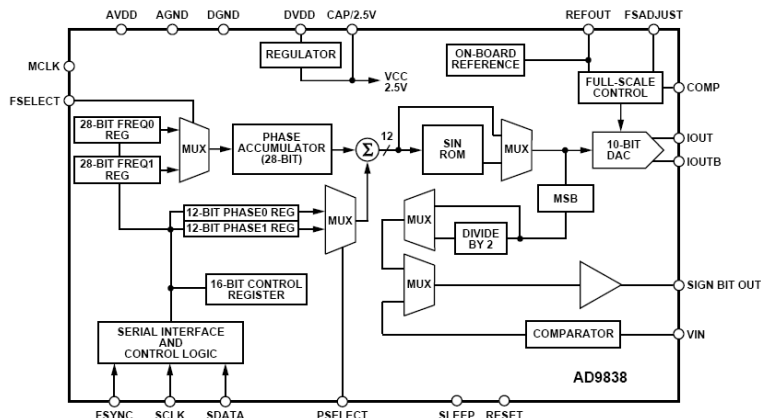 AVDD
AGND
DGND
DVDD
CAP/2.5V
REFOUT
FSADJUST
MCLK
REGULATOR
VCC
2.5V
ON-BOARD
REFERENCE
FULL-SCALE
CONTROL
COMP
FSELECT
28-BIT FREQ0
REG
28-BIT FREQ1
REG
MUX
PHASE
ACCUMULATOR
(28-BIT)
Σ
12
SIN
ROM
MUX
10-BIT
DAC
IOUT
IOUTB
MSB
12-BIT PHASE0 REG
12-BIT PHASE1 REG
MUX
MUX
DIVIDE
BY 2
16-BIT CONTROL
REGISTER
MUX
SIGN BIT OUT
SERIAL INTERFACE
AND
CONTROL LOGIC
COMPARATOR
VIN
AD9838
FSYNC
SCLK
SDATA
PSELECT
SLEEP
RESET